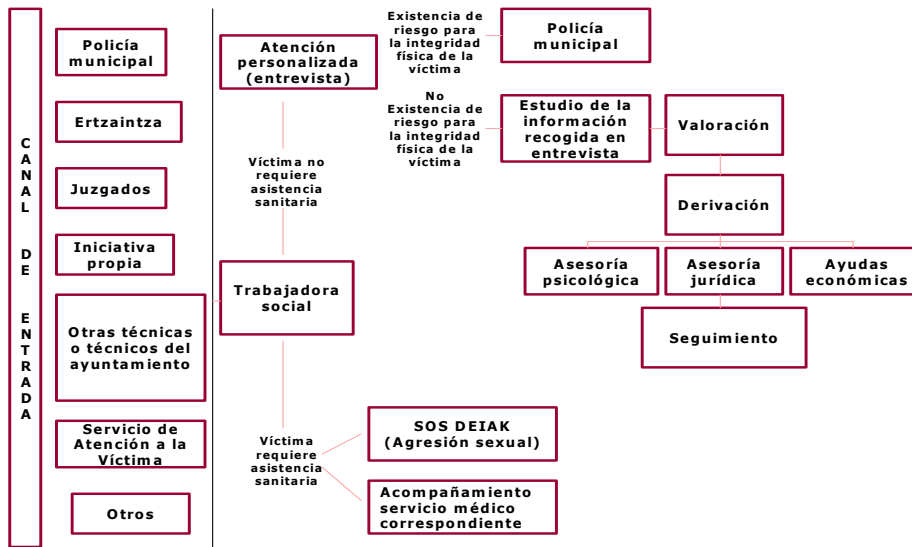 CANAL DE ENTRADA
Policía
municipal
Ertzaintza
Juzgados
Iniciativa
propia
Otras técnicas
o técnicos del
ayuntamiento
Servicio de
Atención a la
Víctima
Otros
Atención
personalizada
(entrevista)
Víctima no
requiere
asistencia
sanitaria
Trabajadora
social
Víctima
requiere
asistencia
sanitaria
Existencia de
riesgo para
la integridad
física de la
víctima
Policía
municipal
No
Existencia de
riesgo para
la integridad
física de la
víctima
Estudio de la
información
recogida en
entrevista
Valoración
Derivación
Asesoría
psicológica
Asesoría
jurídica
Ayudas
económicas
Seguimiento
SOS DEIAK
(Agresión sexual)
Acompañamiento
servicio médico
correspondiente